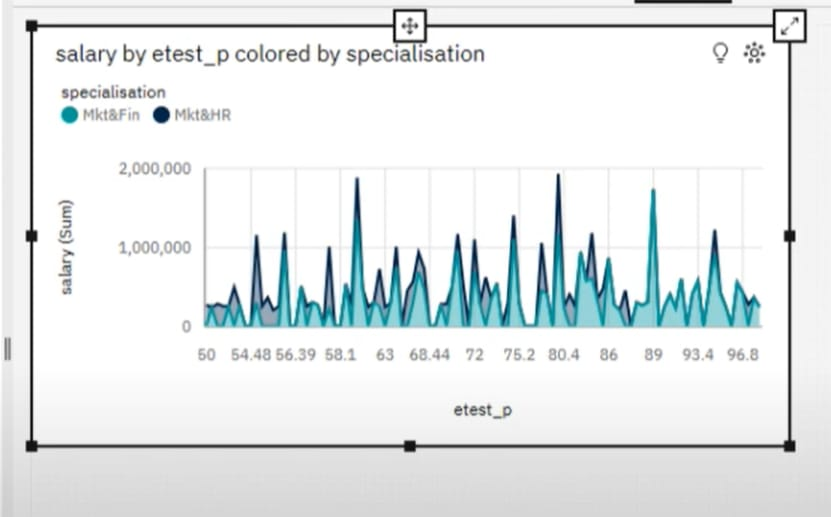 salary by etest_p colored by specialisation
specialisation
Mkt&Fin Mkt&HR
2,000,000
1,000,000
0
salary (Sum)
50 54.48 56.39 58.1 63 68.44 72 75.2 80.4 86 89 93.4 96.8
etest_p